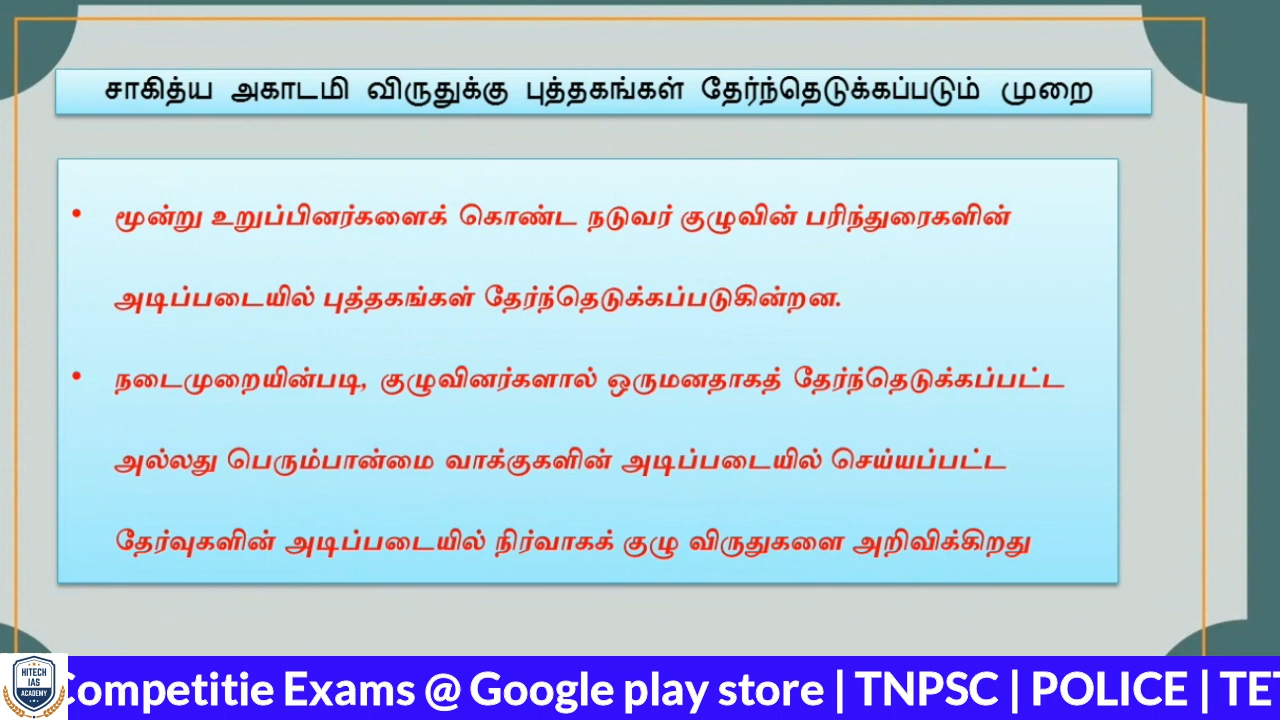 சாகித்ய அகாடமி விருதுக்கு புத்தகங்கள் தேர்ந்தெடுக்கப்படும் முறை
• மூன்று உறுப்பினர்களைக் கொண்ட நடுவர் குழுவின் பரிந்துரைகளின்
அடிப்படையில் புத்தகங்கள் தேர்ந்தெடுக்கப்படுகின்றன.
• நடைமுறையின்படி, குழுவினர்களால் ஒருமனதாகத் தேர்ந்தெடுக்கப்பட்ட
அல்லது பெரும்பான்மை வாக்குகளின் அடிப்படையில் செய்யப்பட்ட
தேர்வுகளின் அடிப்படையில் நிர்வாகக் குழு விருதுகளை அறிவிக்கிறது
HITECH
IAS
ACADEMY
Competitie Exams @ Google play store | TNPSC | POLICE | TET